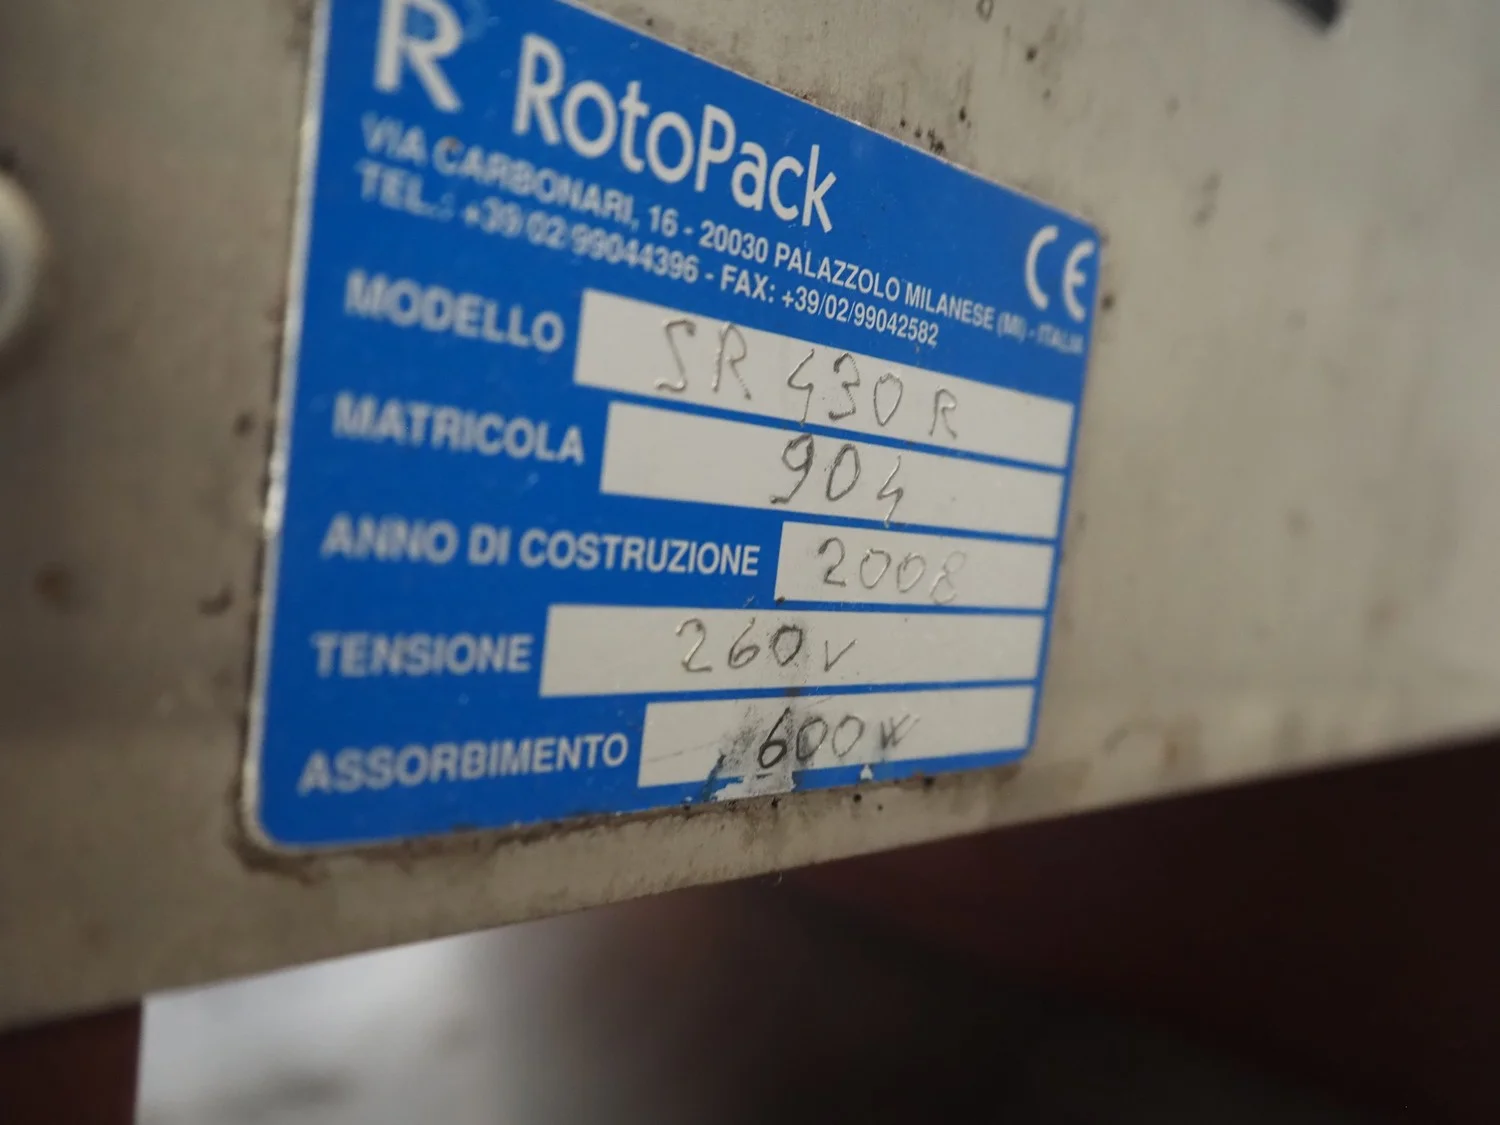 R RotoPack
VIA CARBONARI, 16 - 20030 PALAZZOLO MILANESE (MI) - ITALIA
TEL.: +39/02/99044396 - FAX: +39/02/99042582
CE
MODELLO SR 430 R
MATRICOLA 904
ANNO DI COSTRUZIONE 2008
TENSIONE 260V
ASSORBIMENTO 600W